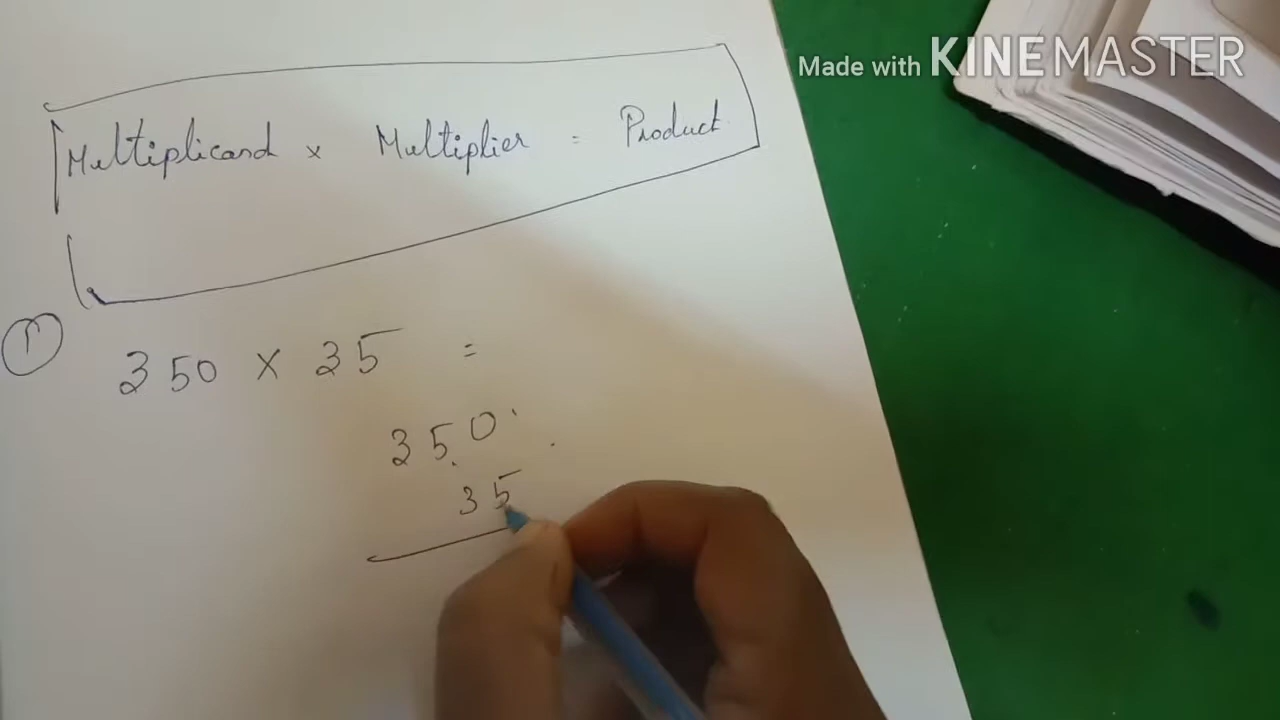 Made with KINEMASTER
Multiplicand x Multiplier = Product
1
350 x 35 =
350
35